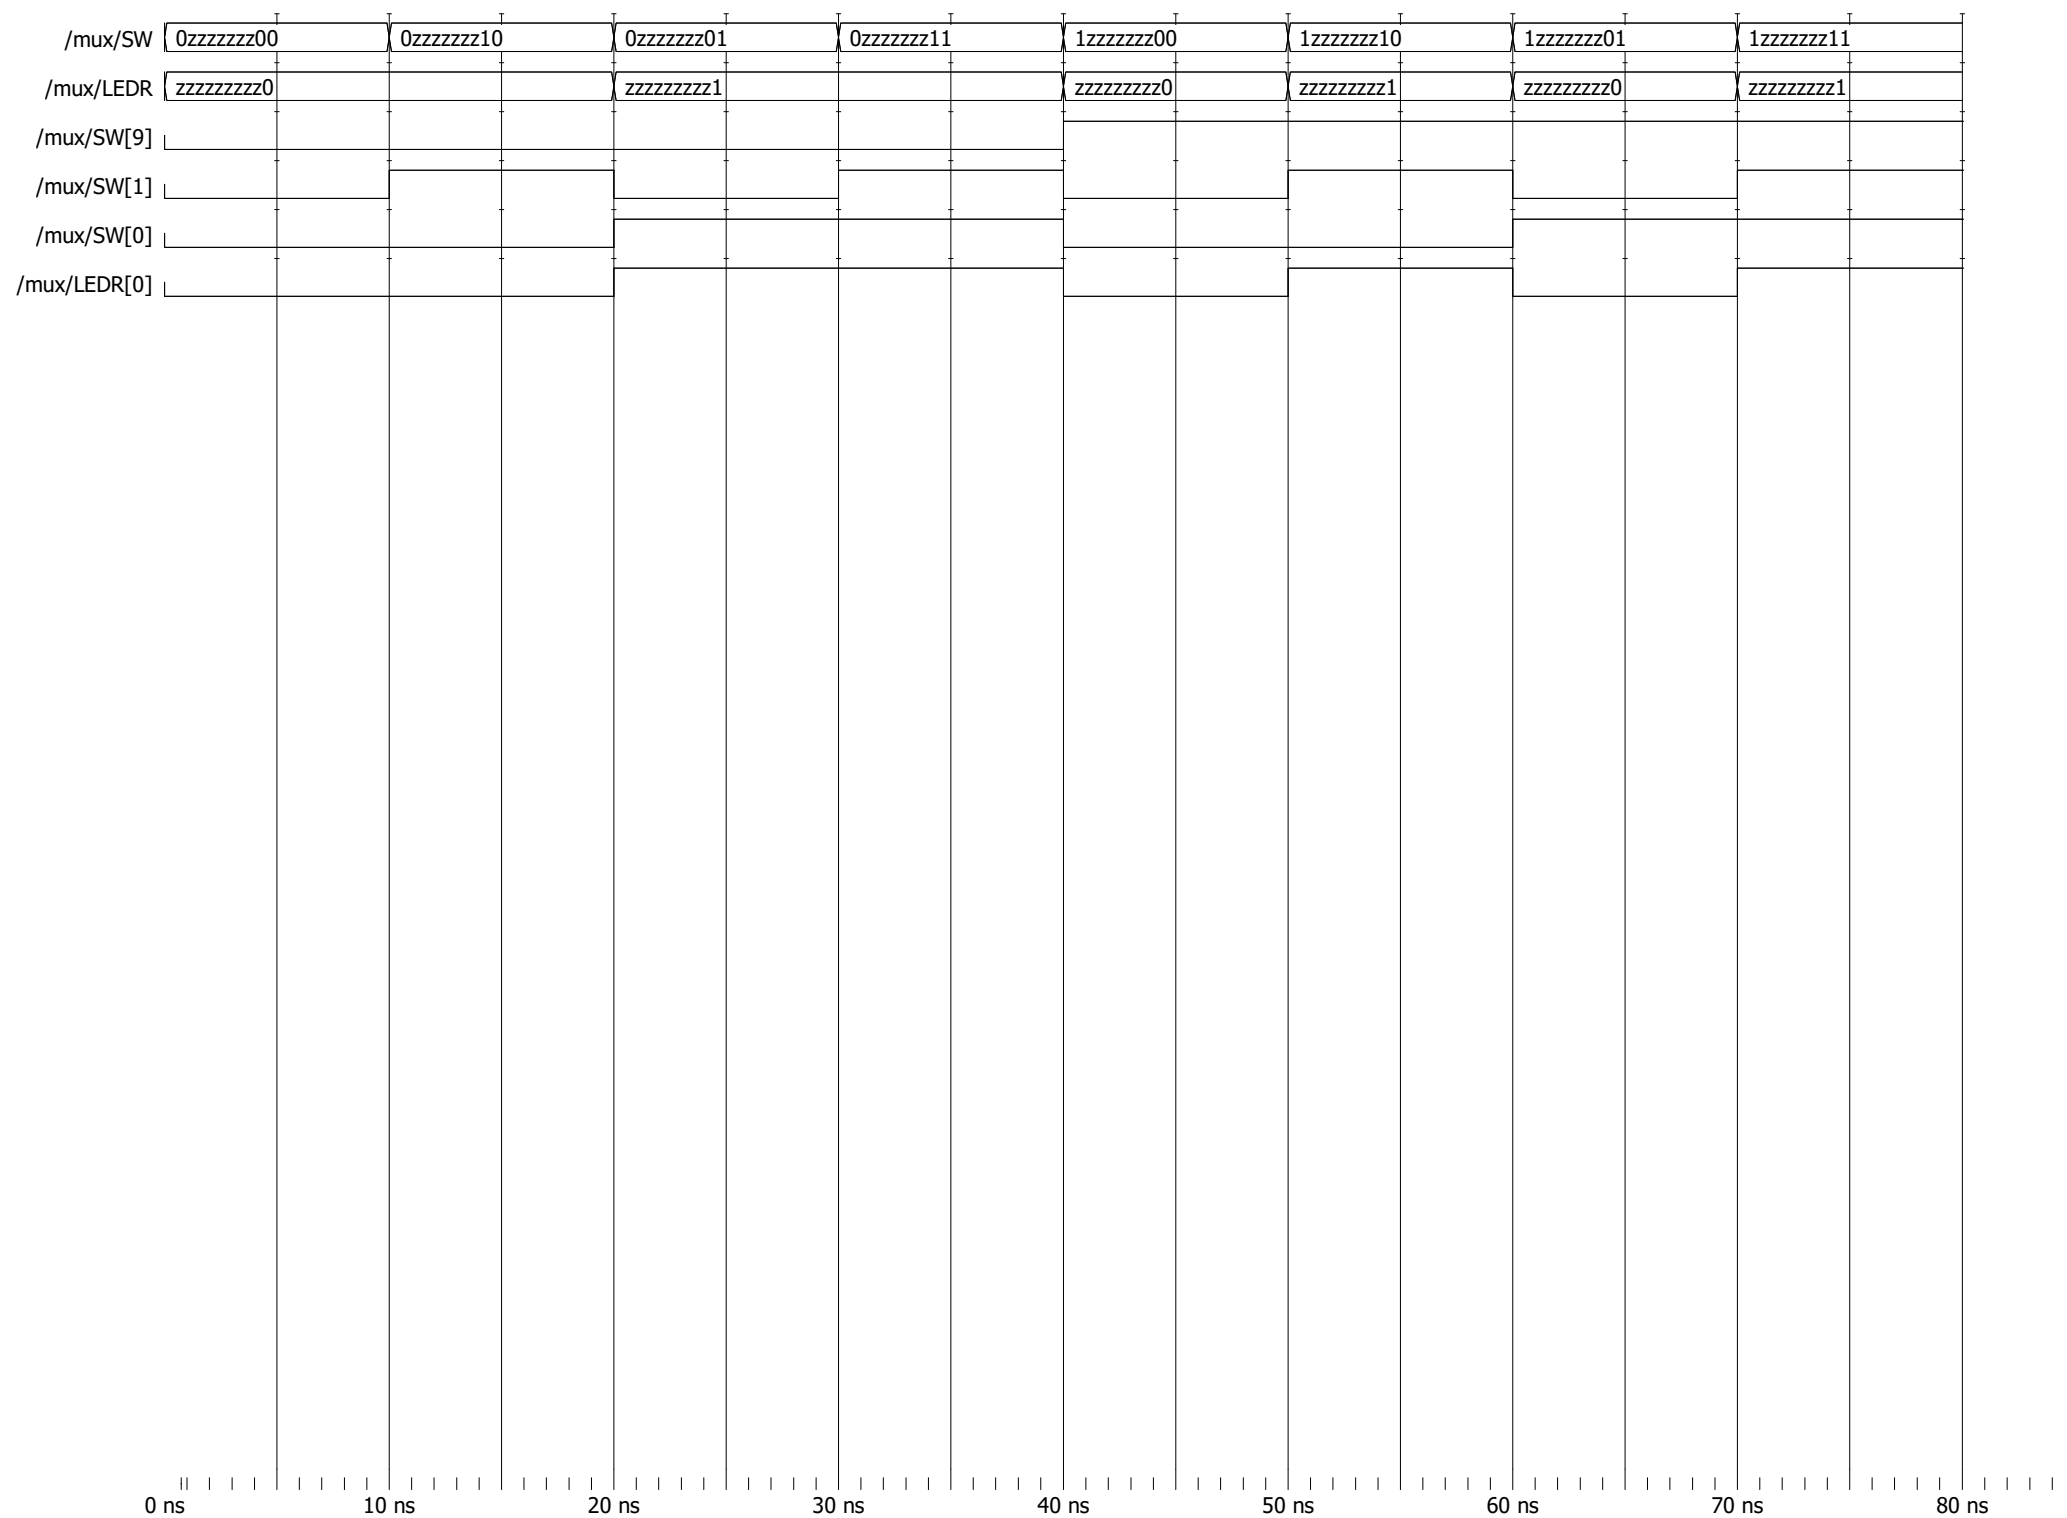 /mux/SW 0zzzzzzz00 0zzzzzzz10 0zzzzzzz01 0zzzzzzz11 1zzzzzzz00 1zzzzzzz10 1zzzzzzz01 1zzzzzzz11
/mux/LEDR zzzzzzzzz0 zzzzzzzzz1 zzzzzzzzz0 zzzzzzzzz1 zzzzzzzzz0 zzzzzzzzz1
/mux/SW[9]
/mux/SW[1]
/mux/SW[0]
/mux/LEDR[0]
0 ns 10 ns 20 ns 30 ns 40 ns 50 ns 60 ns 70 ns 80 ns